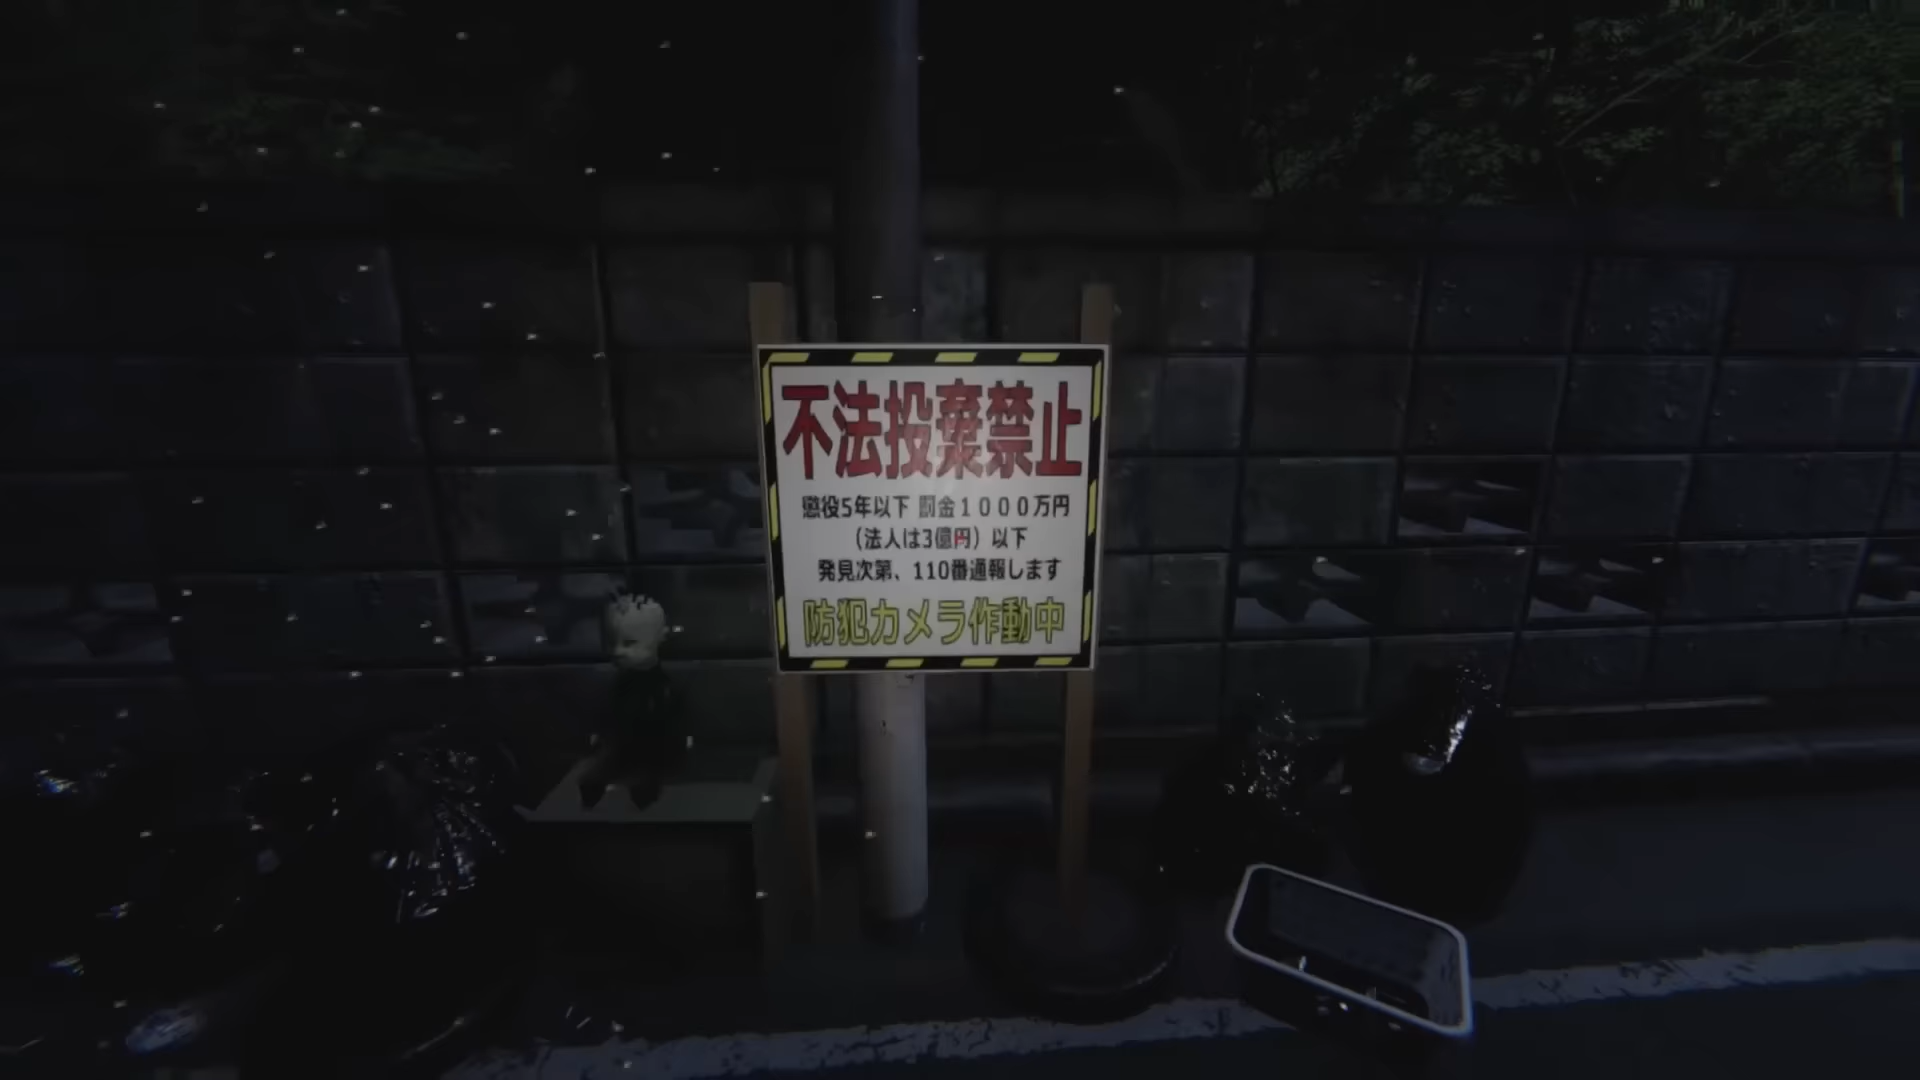 不法投棄禁止
懲役5年以下 罰金1000万円
(法人は3億円) 以下
発見次第、110番通報します
防犯カメラ作動中